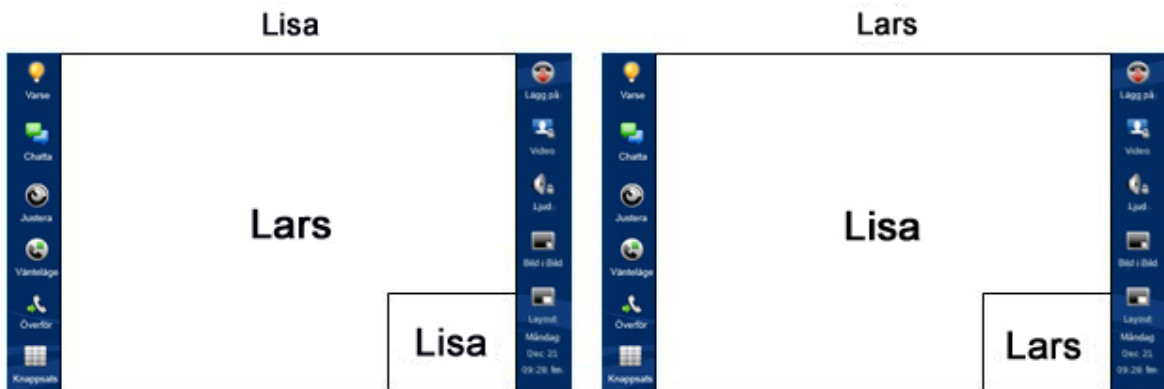 Lisa
Varse
Chatta
Justera
Vänteläge
Överför
Knappsats
Lars
Lisa
Lägg på
Video
Ljud
Bild i Bild
Layout
Måndag
Dec 21
09:28 fm
Lars
Varse
Chatta
Justera
Vänteläge
Överför
Knappsats
Lisa
Lars
Lägg på
Video
Ljud
Bild i Bild
Layout
Måndag
Dec 21
09:28 fm